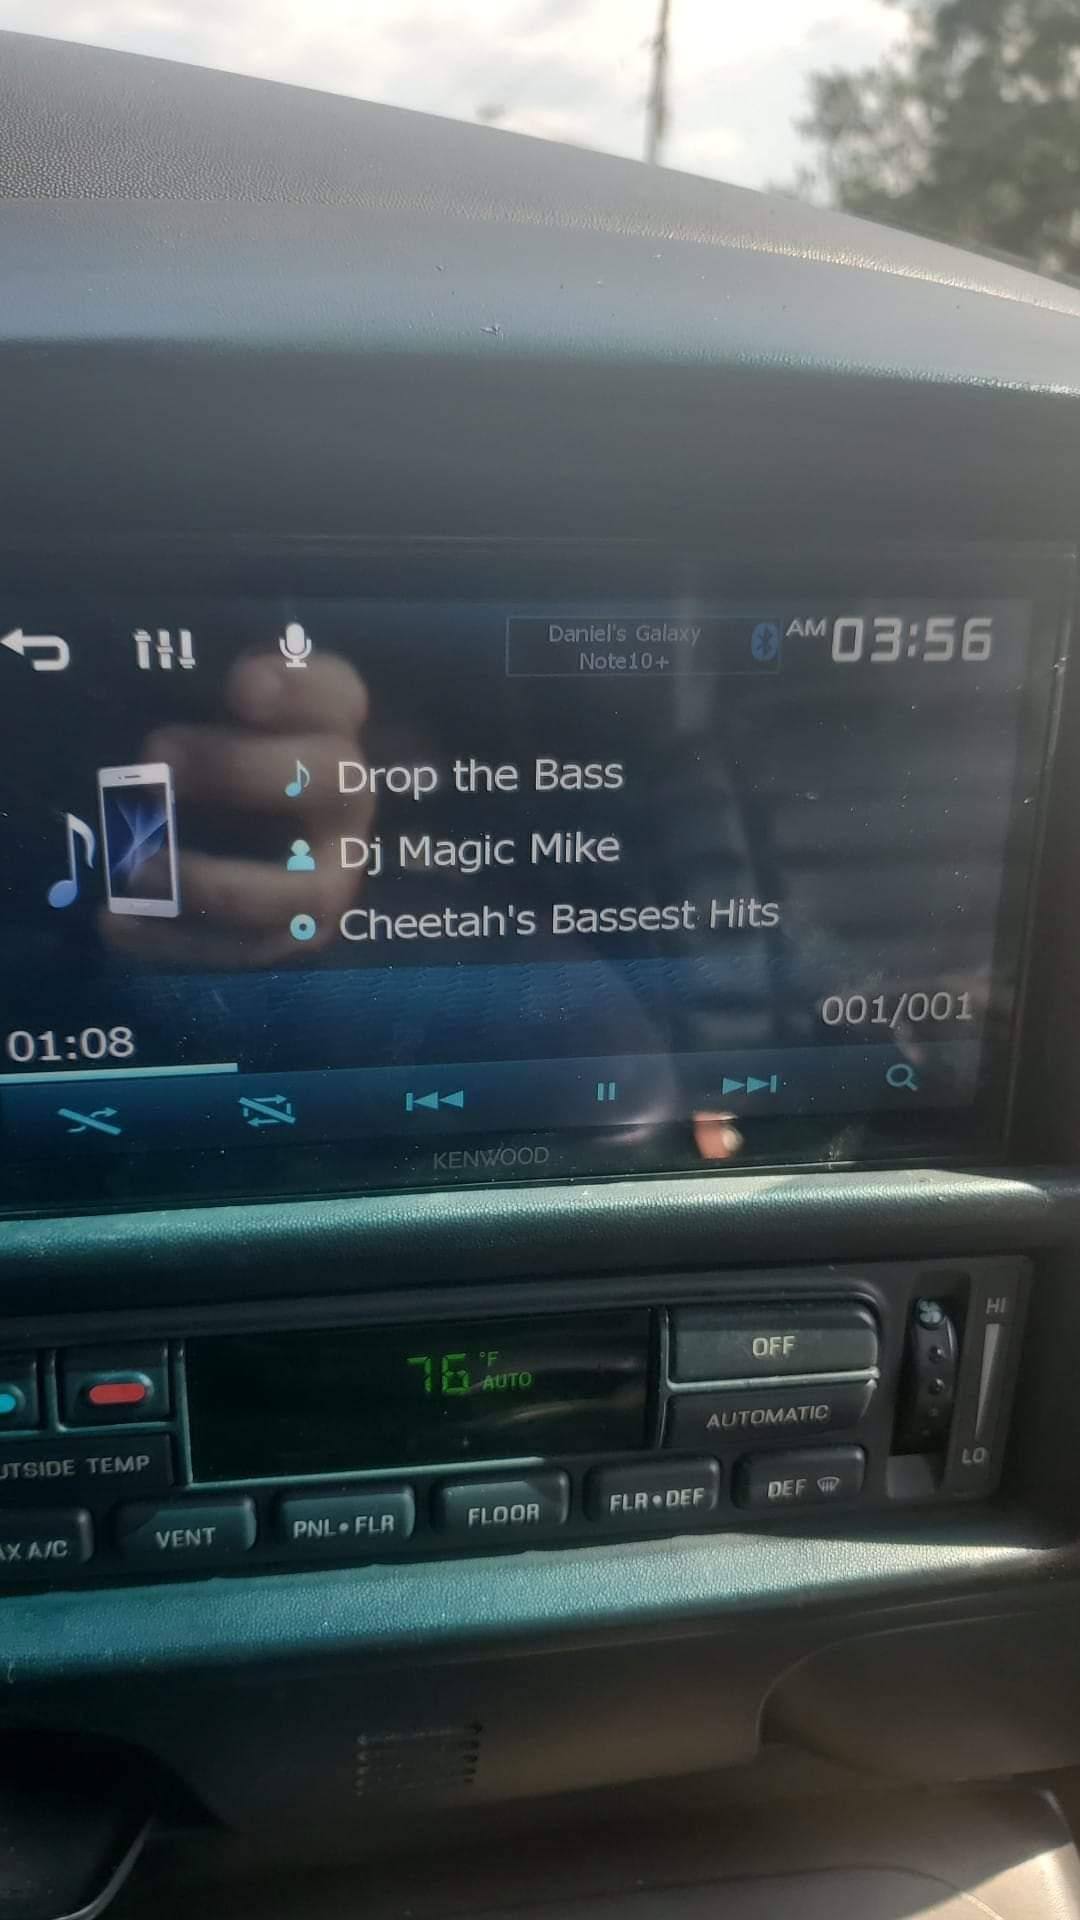 Daniel's Galaxy
Note10+
AM 03:56
Drop the Bass
Dj Magic Mike
Cheetah's Bassest Hits
001/001
01:08
KENWOOD
76 °F
AUTO
OFF
HI
AUTOMATIC
LO
UTSIDE TEMP
AX A/C
VENT
PNL•FLR
FLOOR
FLR•DEF
DEF